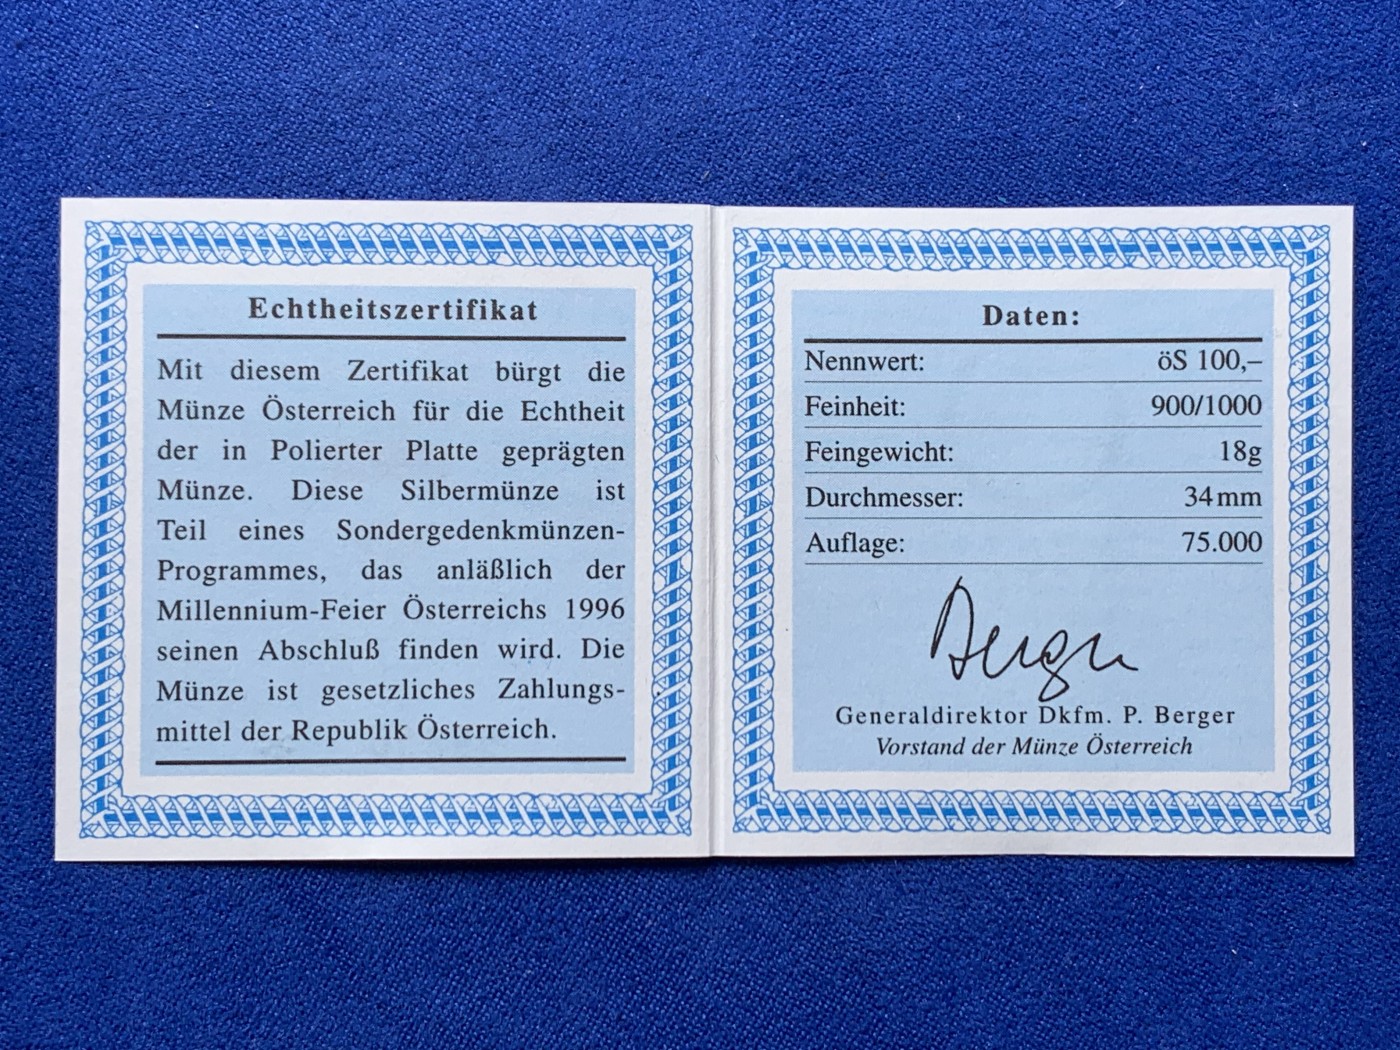 Echtheitszertifikat
Mit diesem Zertifikat bürgt die
Münze Österreich für die Echtheit
der in Polierter Platte geprägten
Münze. Diese Silbermünze ist
Teil eines Sondergedenkmünzen-
Programmes, das anläßlich der
Millennium-Feier Österreichs 1996
seinen Abschluß finden wird. Die
Münze ist gesetzliches Zahlungs-
mittel der Republik Österreich.
Daten:
Nennwert: öS 100,–
Feinheit: 900/1000
Feingewicht: 18g
Durchmesser: 34mm
Auflage: 75.000
Berger
Generaldirektor Dkfm. P. Berger
Vorstand der Münze Österreich